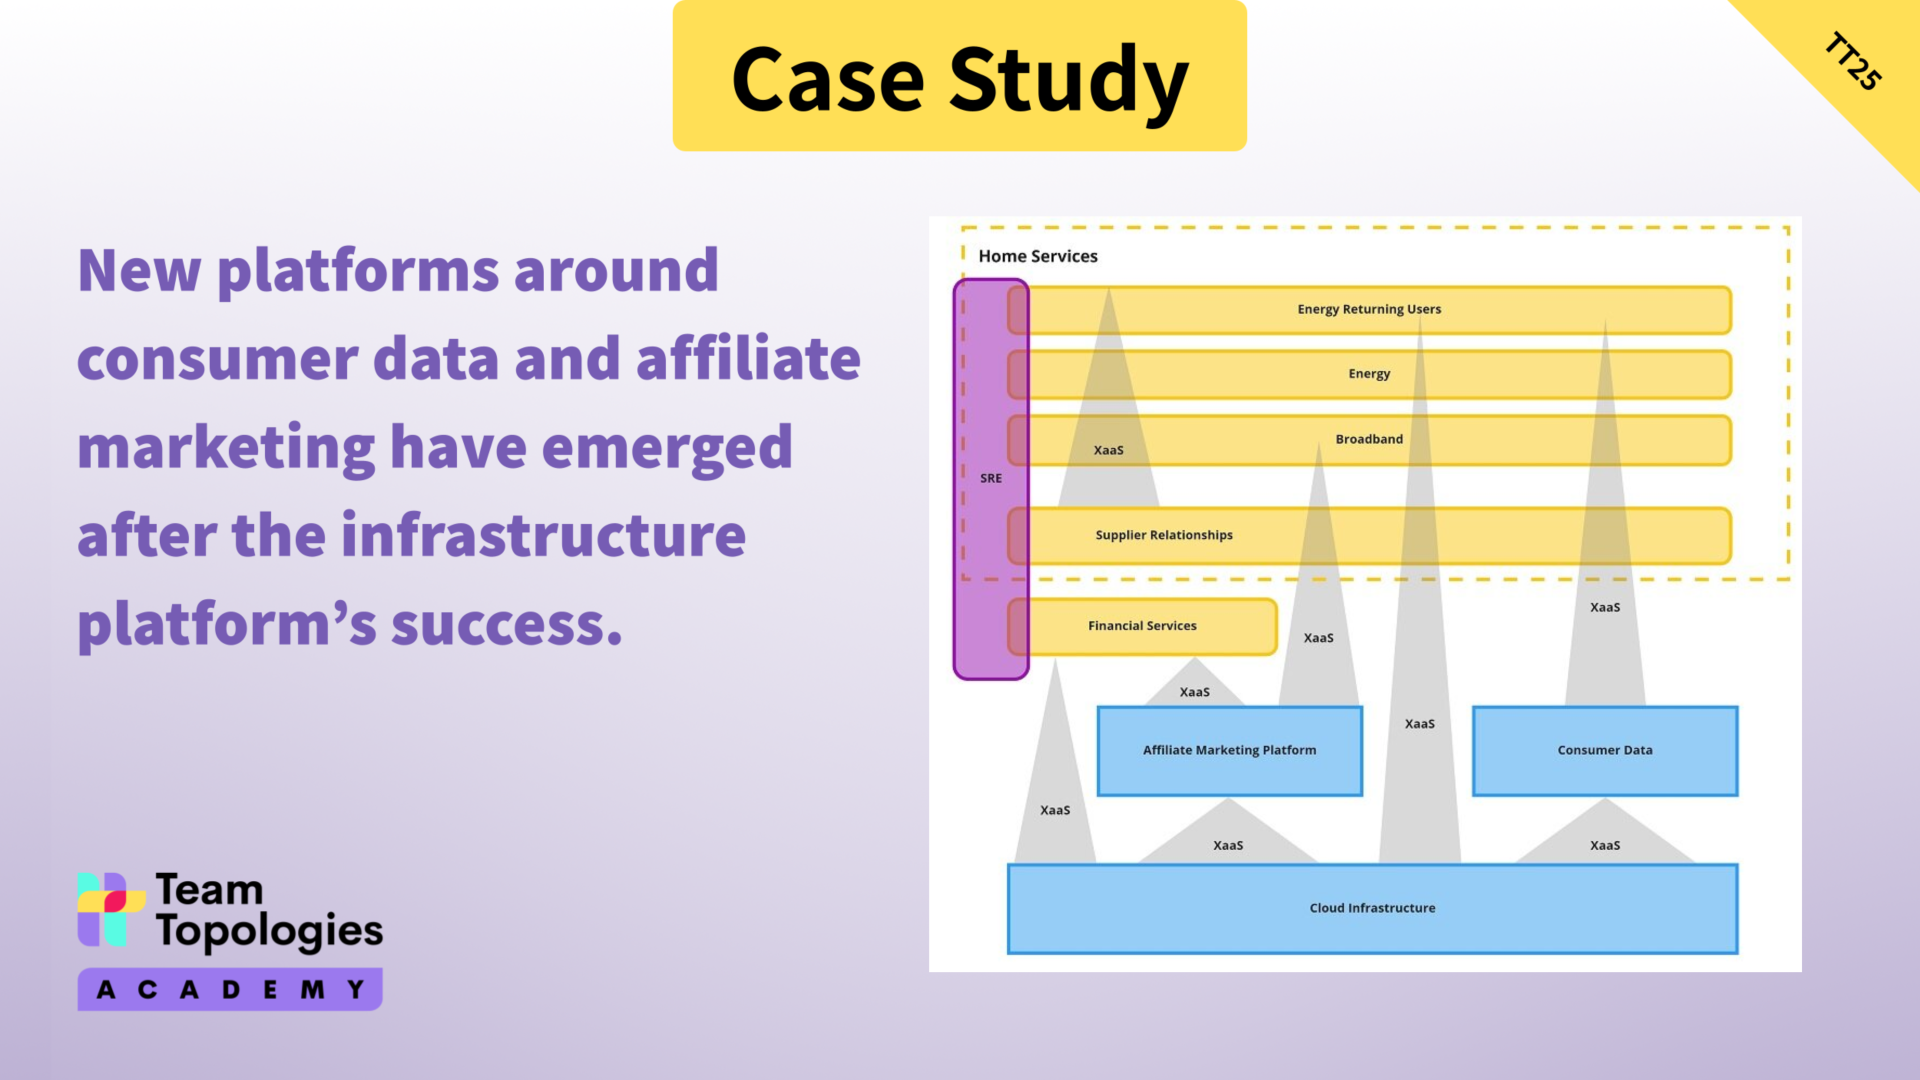 Case Study
TT25
New platforms around
consumer data and affiliate
marketing have emerged
after the infrastructure
platform’s success.
Home Services
Energy Returning Users
Energy
Broadband
XaaS
SRE
Supplier Relationships
XaaS
Financial Services
XaaS
XaaS
XaaS
Affiliate Marketing Platform
Consumer Data
XaaS
XaaS
XaaS
Cloud Infrastructure
Team
Topologies
ACADEMY